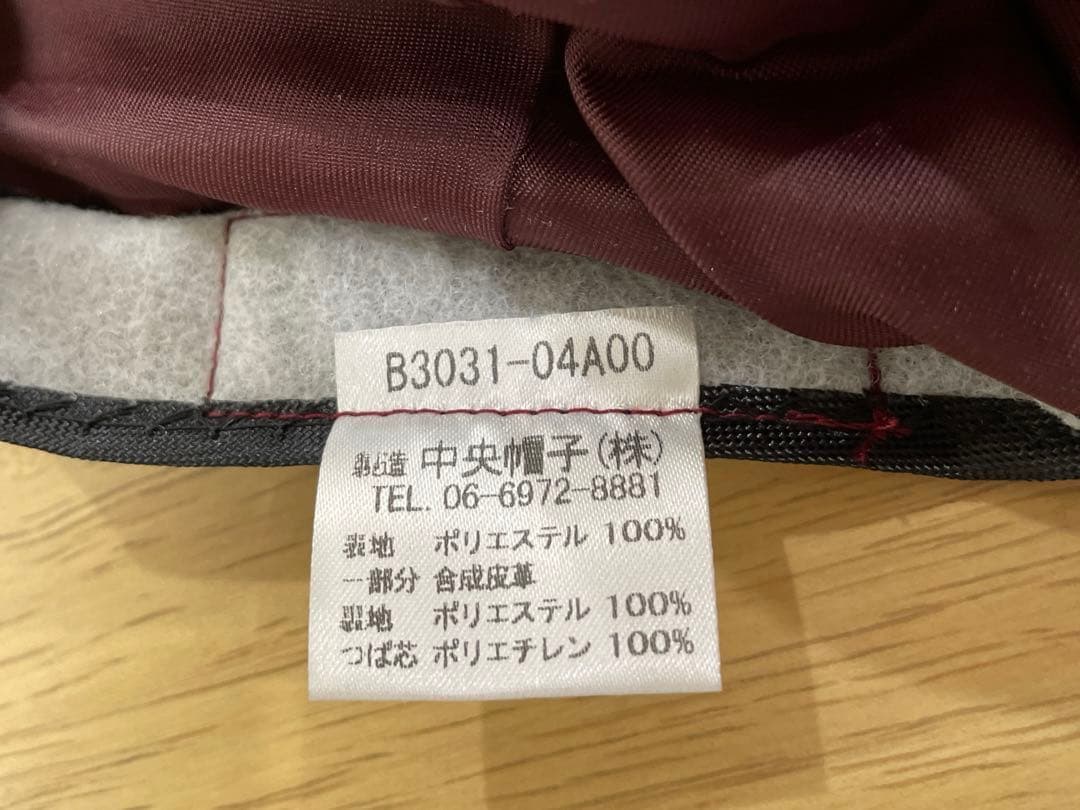 B3031-04A00
製造 中央帽子(株)
TEL. 06-6972-8881
表地 ポリエステル 100%
一部分 合成皮革
裏地 ポリエステル 100%
つば芯 ポリエチレン 100%